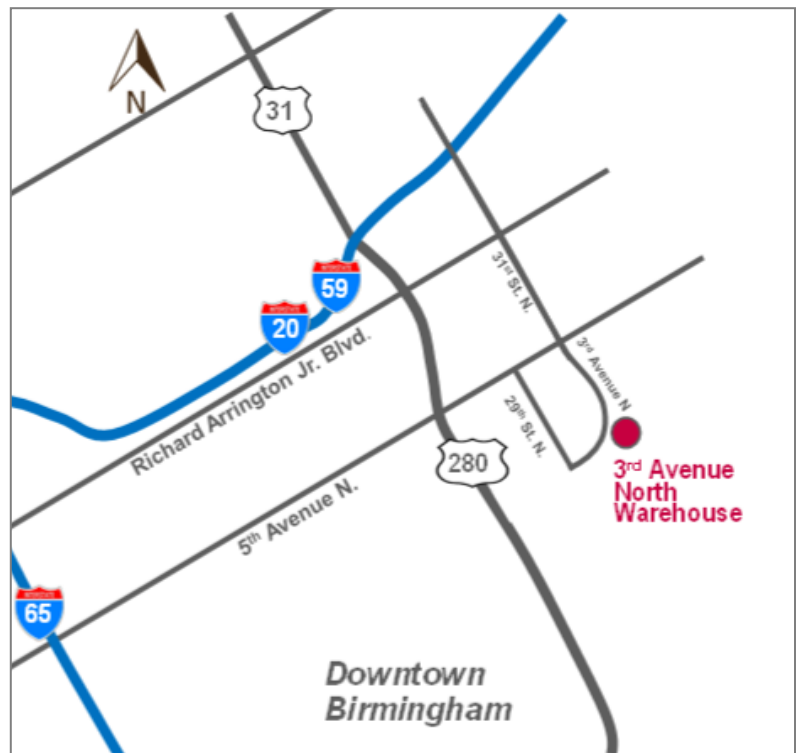 N
31
59
20
31st St. N.
3rd Avenue N
Richard Arrington Jr. Blvd.
29th St. N.
280
3rd Avenue
North
Warehouse
5th Avenue N.
65
Downtown
Birmingham